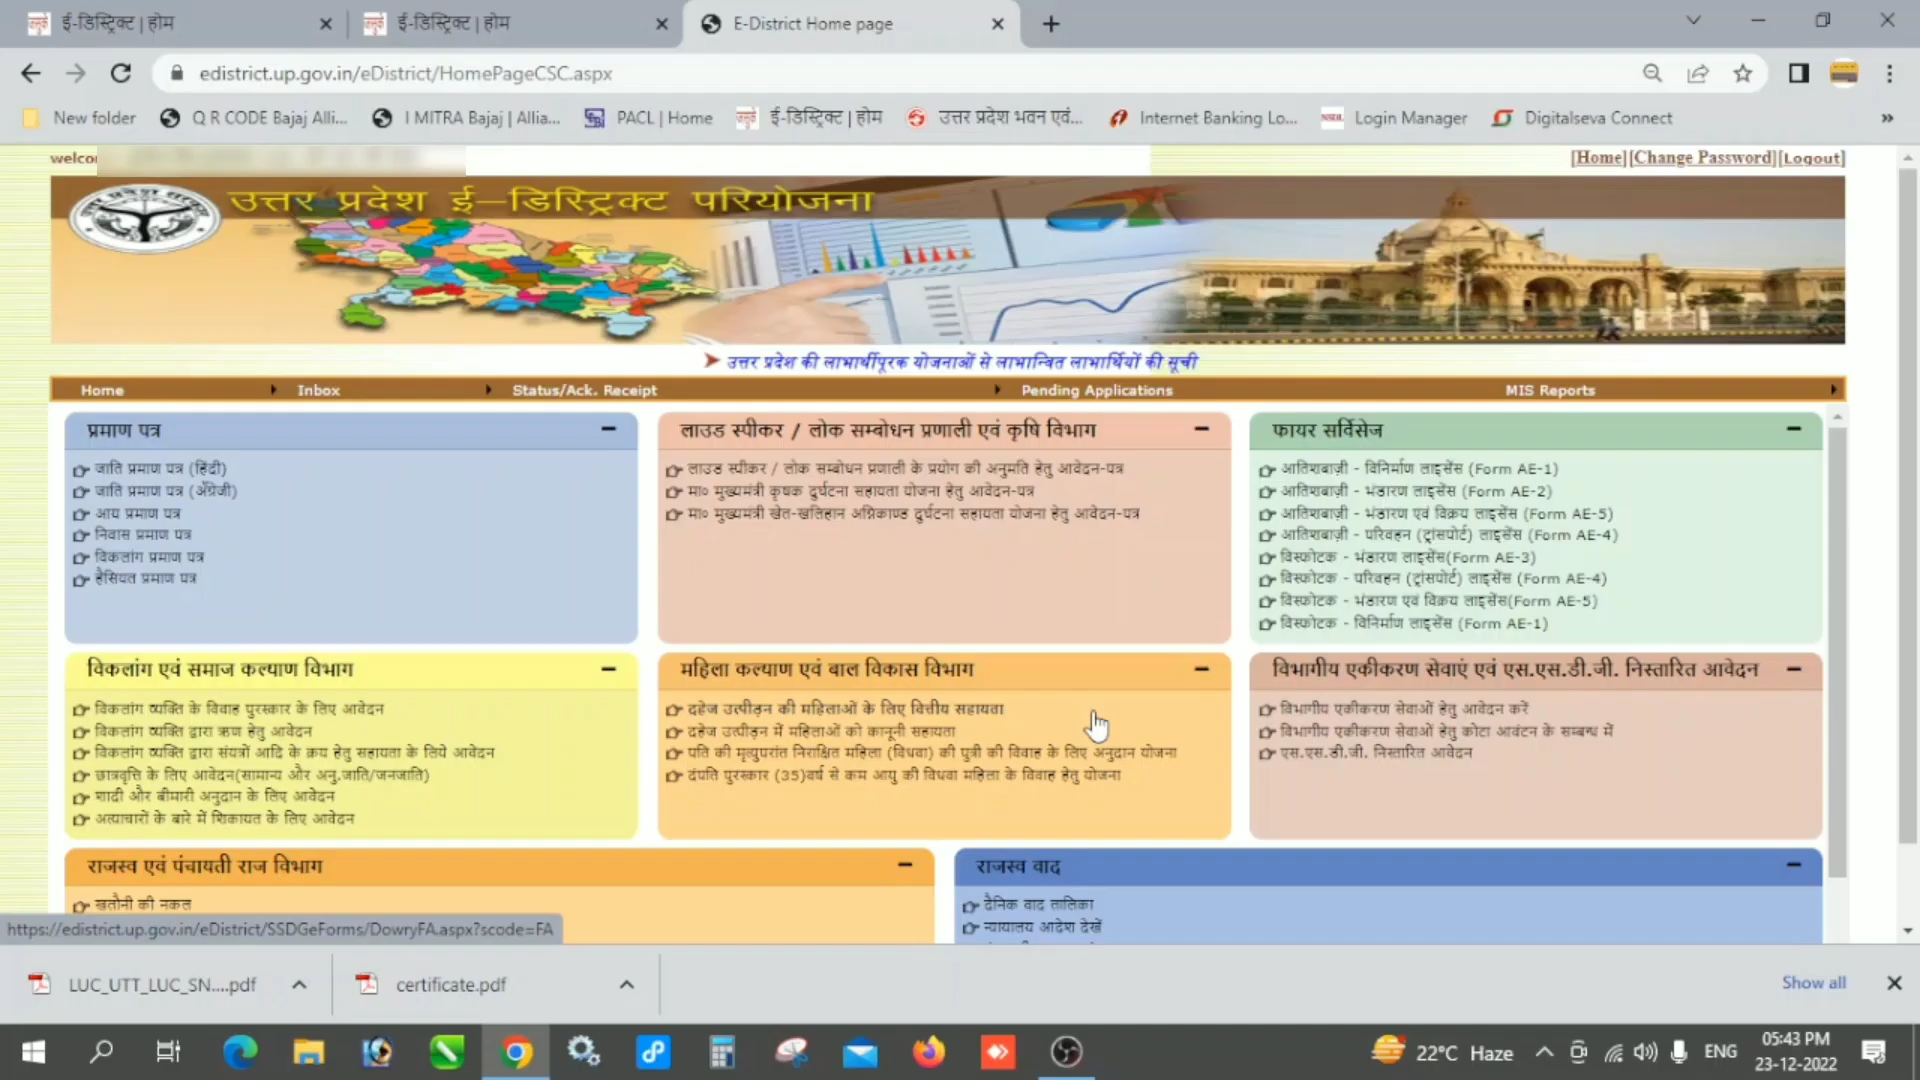 ई-डिस्ट्रिक्ट | होम
ई-डिस्ट्रिक्ट | होम
E-District Home page
edistrict.up.gov.in/eDistrict/HomePageCSC.aspx
New folder
Q R CODE Bajaj Alli...
I MITRA Bajaj | Allia...
PACL | Home
ई-डिस्ट्रिक्ट | होम
उत्तर प्रदेश भवन एवं...
Internet Banking Lo...
NSDL Login Manager
Digitalseva Connect
welco
[Home][Change Password][Logout]
उत्तर प्रदेश ई–डिस्ट्रिक्ट परियोजना
उत्तर प्रदेश की लाभार्थीपूरक योजनाओं से लाभान्वित लाभार्थियों की सूची
Home Inbox Status/Ack. Receipt Pending Applications MIS Reports
प्रमाण पत्र
जाति प्रमाण पत्र (हिंदी)
जाति प्रमाण पत्र (अँग्रेजी)
आय प्रमाण पत्र
निवास प्रमाण पत्र
विकलांग प्रमाण पत्र
हैसियत प्रमाण पत्र
लाउड स्पीकर / लोक सम्बोधन प्रणाली एवं कृषि विभाग
लाउड स्पीकर / लोक सम्बोधन प्रणाली के प्रयोग की अनुमति हेतु आवेदन-पत्र
मा० मुख्यमंत्री कृषक दुर्घटना सहायता योजना हेतु आवेदन-पत्र
मा० मुख्यमंत्री खेत-खलिहान अग्निकाण्ड दुर्घटना सहायता योजना हेतु आवेदन-पत्र
फायर सर्विसेज
आतिशबाज़ी - विनिर्माण लाइसेंस (Form AE-1)
आतिशबाज़ी - भंडारण लाइसेंस (Form AE-2)
आतिशबाज़ी - भंडारण एवं विक्रय लाइसेंस (Form AE-5)
आतिशबाज़ी - परिवहन (ट्रांसपोर्ट) लाइसेंस (Form AE-4)
विस्फोटक - भंडारण लाइसेंस(Form AE-3)
विस्फोटक - परिवहन (ट्रांसपोर्ट) लाइसेंस (Form AE-4)
विस्फोटक - भंडारण एवं विक्रय लाइसेंस(Form AE-5)
विस्फोटक - विनिर्माण लाइसेंस (Form AE-1)
विकलांग एवं समाज कल्याण विभाग
विकलांग व्यक्ति के विवाह पुरस्कार के लिए आवेदन
विकलांग व्यक्ति द्वारा ऋण हेतु आवेदन
विकलांग व्यक्ति द्वारा संयत्रों आदि के क्रय हेतु सहायता के लिये आवेदन
छात्रवृत्ति के लिए आवेदन(सामान्य और अनु.जाति/जनजाति)
शादी और बीमारी अनुदान के लिए आवेदन
अत्याचारों के बारे में शिकायत के लिए आवेदन
महिला कल्याण एवं बाल विकास विभाग
दहेज उत्पीड़न की महिलाओं के लिए वित्तीय सहायता
दहेज उत्पीड़न में महिलाओं को कानूनी सहायता
पति की मृत्युपरांत निराश्रित महिला (विधवा) की पुत्री की विवाह के लिए अनुदान योजना
दंपति पुरस्कार (35)वर्ष से कम आयु की विधवा महिला के विवाह हेतु योजना
विभागीय एकीकरण सेवाएं एवं एस.एस.डी.जी. निस्तारित आवेदन
विभागीय एकीकरण सेवाओं हेतु आवेदन करें
विभागीय एकीकरण सेवाओं हेतु कोटा आवंटन के सम्बन्ध में
एस.एस.डी.जी. निस्तारित आवेदन
राजस्व एवं पंचायती राज विभाग
खतौनी की नकल
राजस्व वाद
दैनिक वाद तालिका
न्यायालय आदेश देखें
https://edistrict.up.gov.in/eDistrict/SSDGeForms/DowryFA.aspx?scode=FA
LUC_UTT_LUC_SN....pdf
certificate.pdf
Show all
22°C Haze
ENG
05:43 PM
23-12-2022